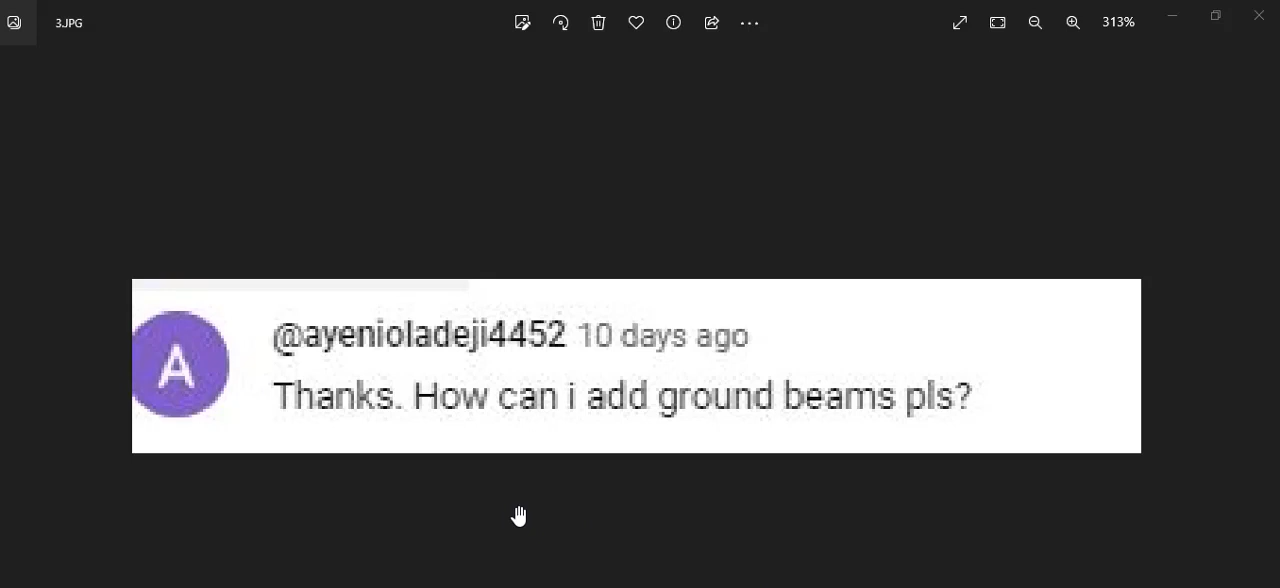 3.JPG
313%
@ayenioladeji4452 10 days ago
A
Thanks. How can i add ground beams pls?